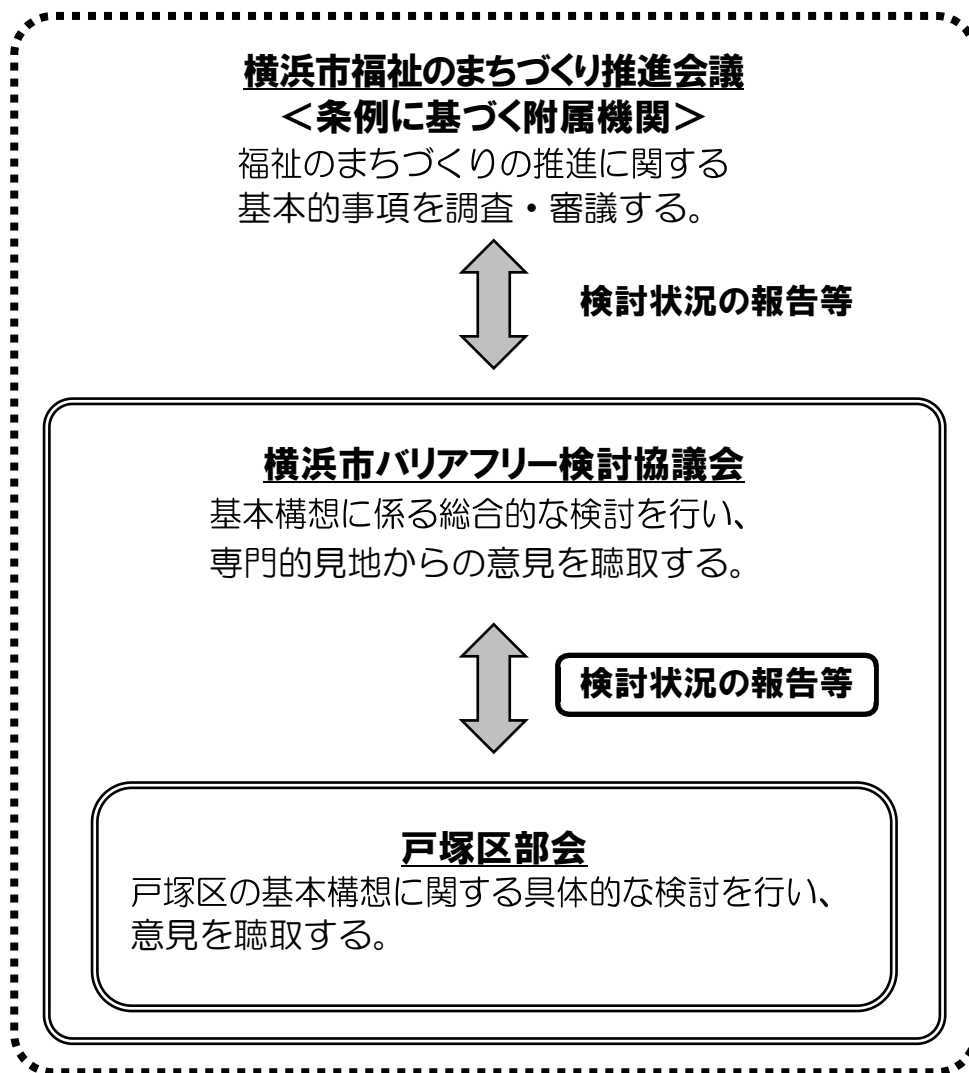 横浜市福祉のまちづくり推進会議
＜条例に基づく附属機関＞
福祉のまちづくりの推進に関する
基本的事項を調査・審議する。
検討状況の報告等
横浜市バリアフリー検討協議会
基本構想に係る総合的な検討を行い、
専門的見地からの意見を聴取する。
検討状況の報告等
戸塚区部会
戸塚区の基本構想に関する具体的な検討を行い、
意見を聴取する。